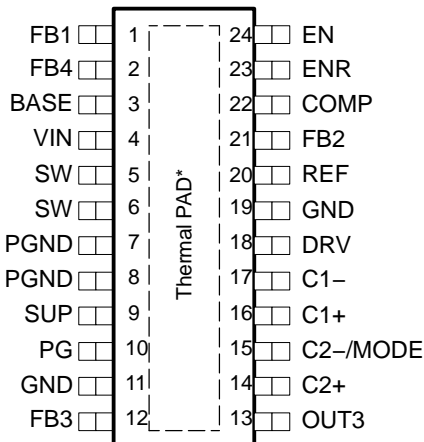 FB1 1 24 EN
FB4 2 23 ENR
BASE 3 22 COMP
VIN 4 21 FB2
SW 5 20 REF
SW 6 19 GND
PGND 7 18 DRV
PGND 8 17 C1−
SUP 9 16 C1+
PG 10 15 C2−/MODE
GND 11 14 C2+
FB3 12 13 OUT3
Thermal PAD*